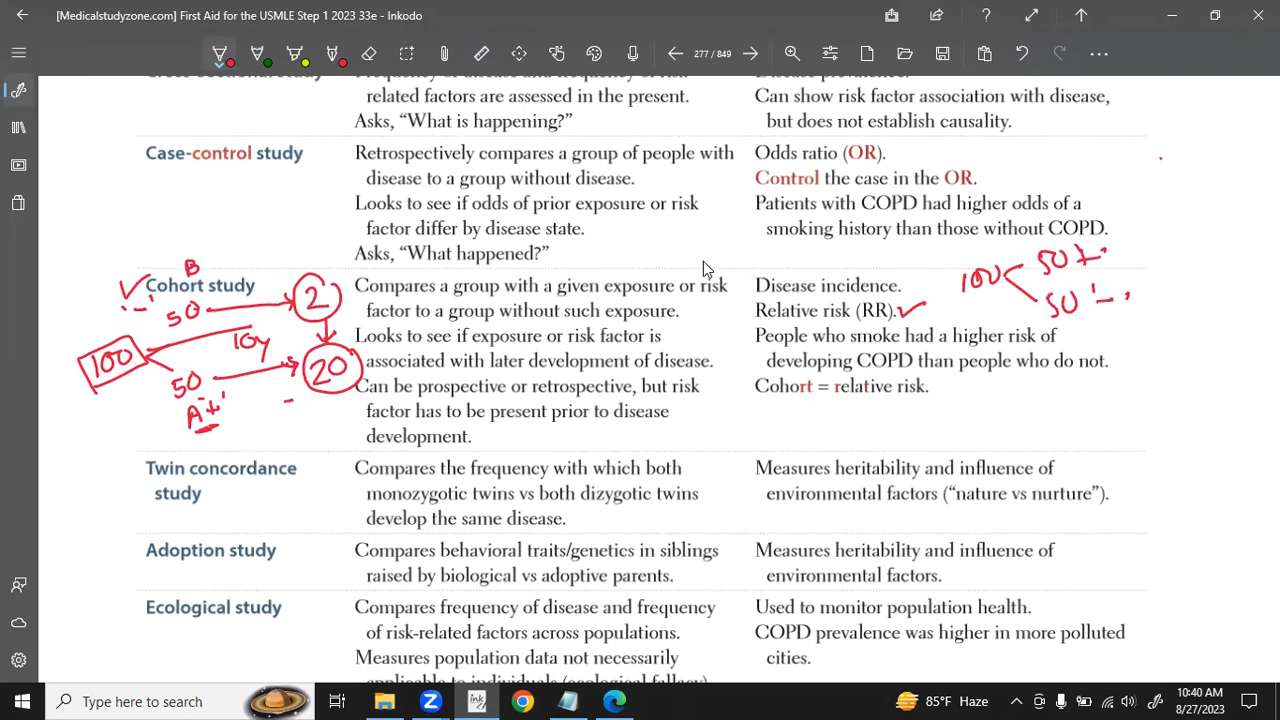 [Medicalstudyzone.com] First Aid for the USMLE Step 1 2023 33e - Inkodo
277 / 849
related factors are assessed in the present.
Asks, “What is happening?”
Can show risk factor association with disease,
but does not establish causality.
Case-control study
Retrospectively compares a group of people with
disease to a group without disease.
Looks to see if odds of prior exposure or risk
factor differ by disease state.
Asks, “What happened?”
Odds ratio (OR).
Control the case in the OR.
Patients with COPD had higher odds of a
smoking history than those without COPD.
100 50 +
50 -
Cohort study
Compares a group with a given exposure or risk
factor to a group without such exposure.
Looks to see if exposure or risk factor is
associated with later development of disease.
Can be prospective or retrospective, but risk
factor has to be present prior to disease
development.
Disease incidence.
Relative risk (RR).
People who smoke had a higher risk of
developing COPD than people who do not.
Cohort = relative risk.
B
50 2
10y
100
50 20
A +
Twin concordance
study
Compares the frequency with which both
monozygotic twins vs both dizygotic twins
develop the same disease.
Measures heritability and influence of
environmental factors (“nature vs nurture”).
Adoption study
Compares behavioral traits/genetics in siblings
raised by biological vs adoptive parents.
Measures heritability and influence of
environmental factors.
Ecological study
Compares frequency of disease and frequency
of risk-related factors across populations.
Measures population data not necessarily
applicable to individuals (ecological fallacy)
Used to monitor population health.
COPD prevalence was higher in more polluted
cities.
Type here to search
85°F Haze
10:40 AM
8/27/2023